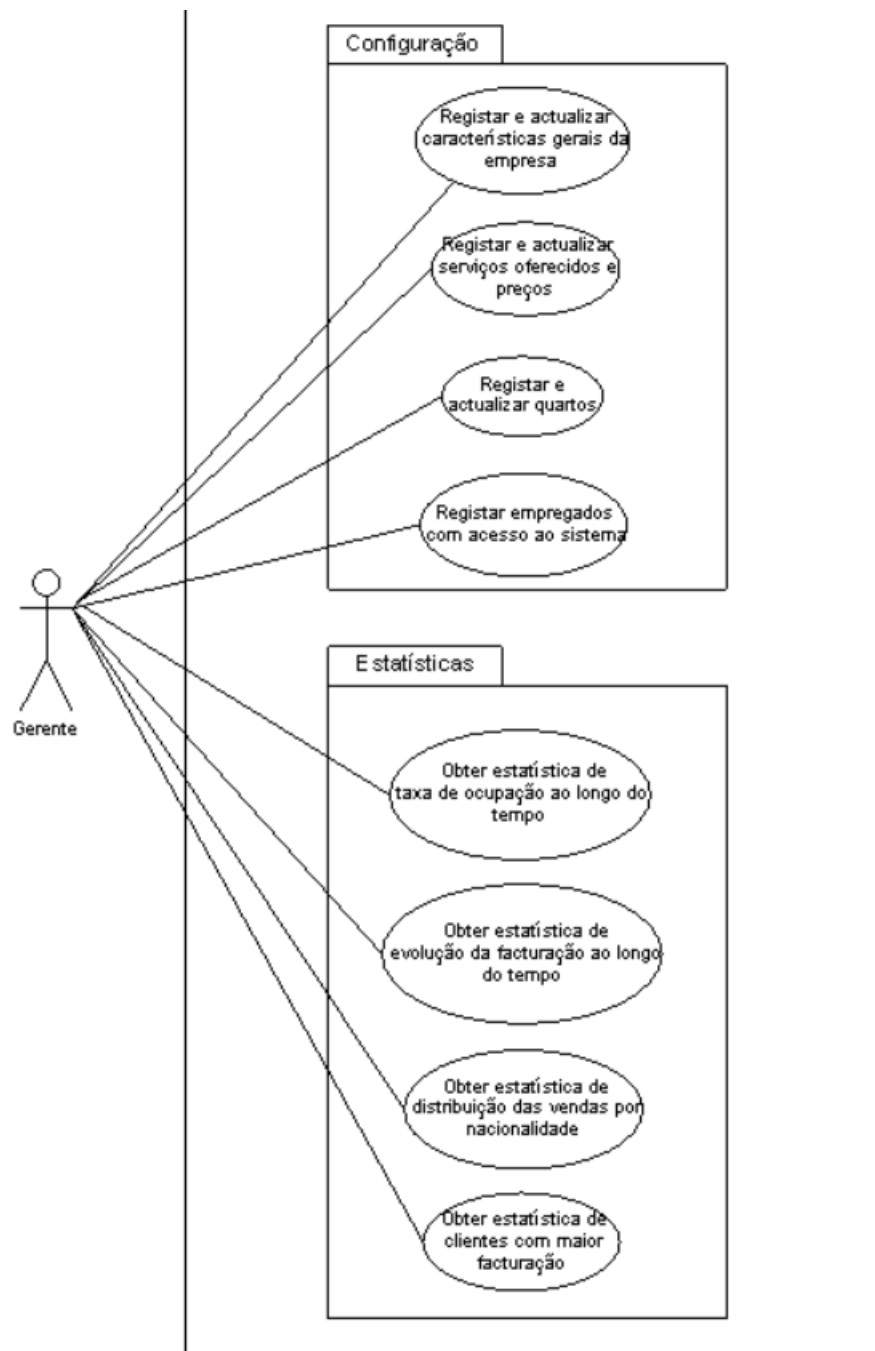 Configuração
Registar e actualizar
características gerais da
empresa
Registar e actualizar
serviços oferecidos e
preços
Registar e
actualizar quartos
Registar empregados
com acesso ao sistema
Gerente
Estatísticas
Obter estatística de
taxa de ocupação ao longo do
tempo
Obter estatística de
evolução da facturação ao longo
do tempo
Obter estatística de
distribuição das vendas por
nacionalidade
Obter estatística de
clientes com maior
facturação